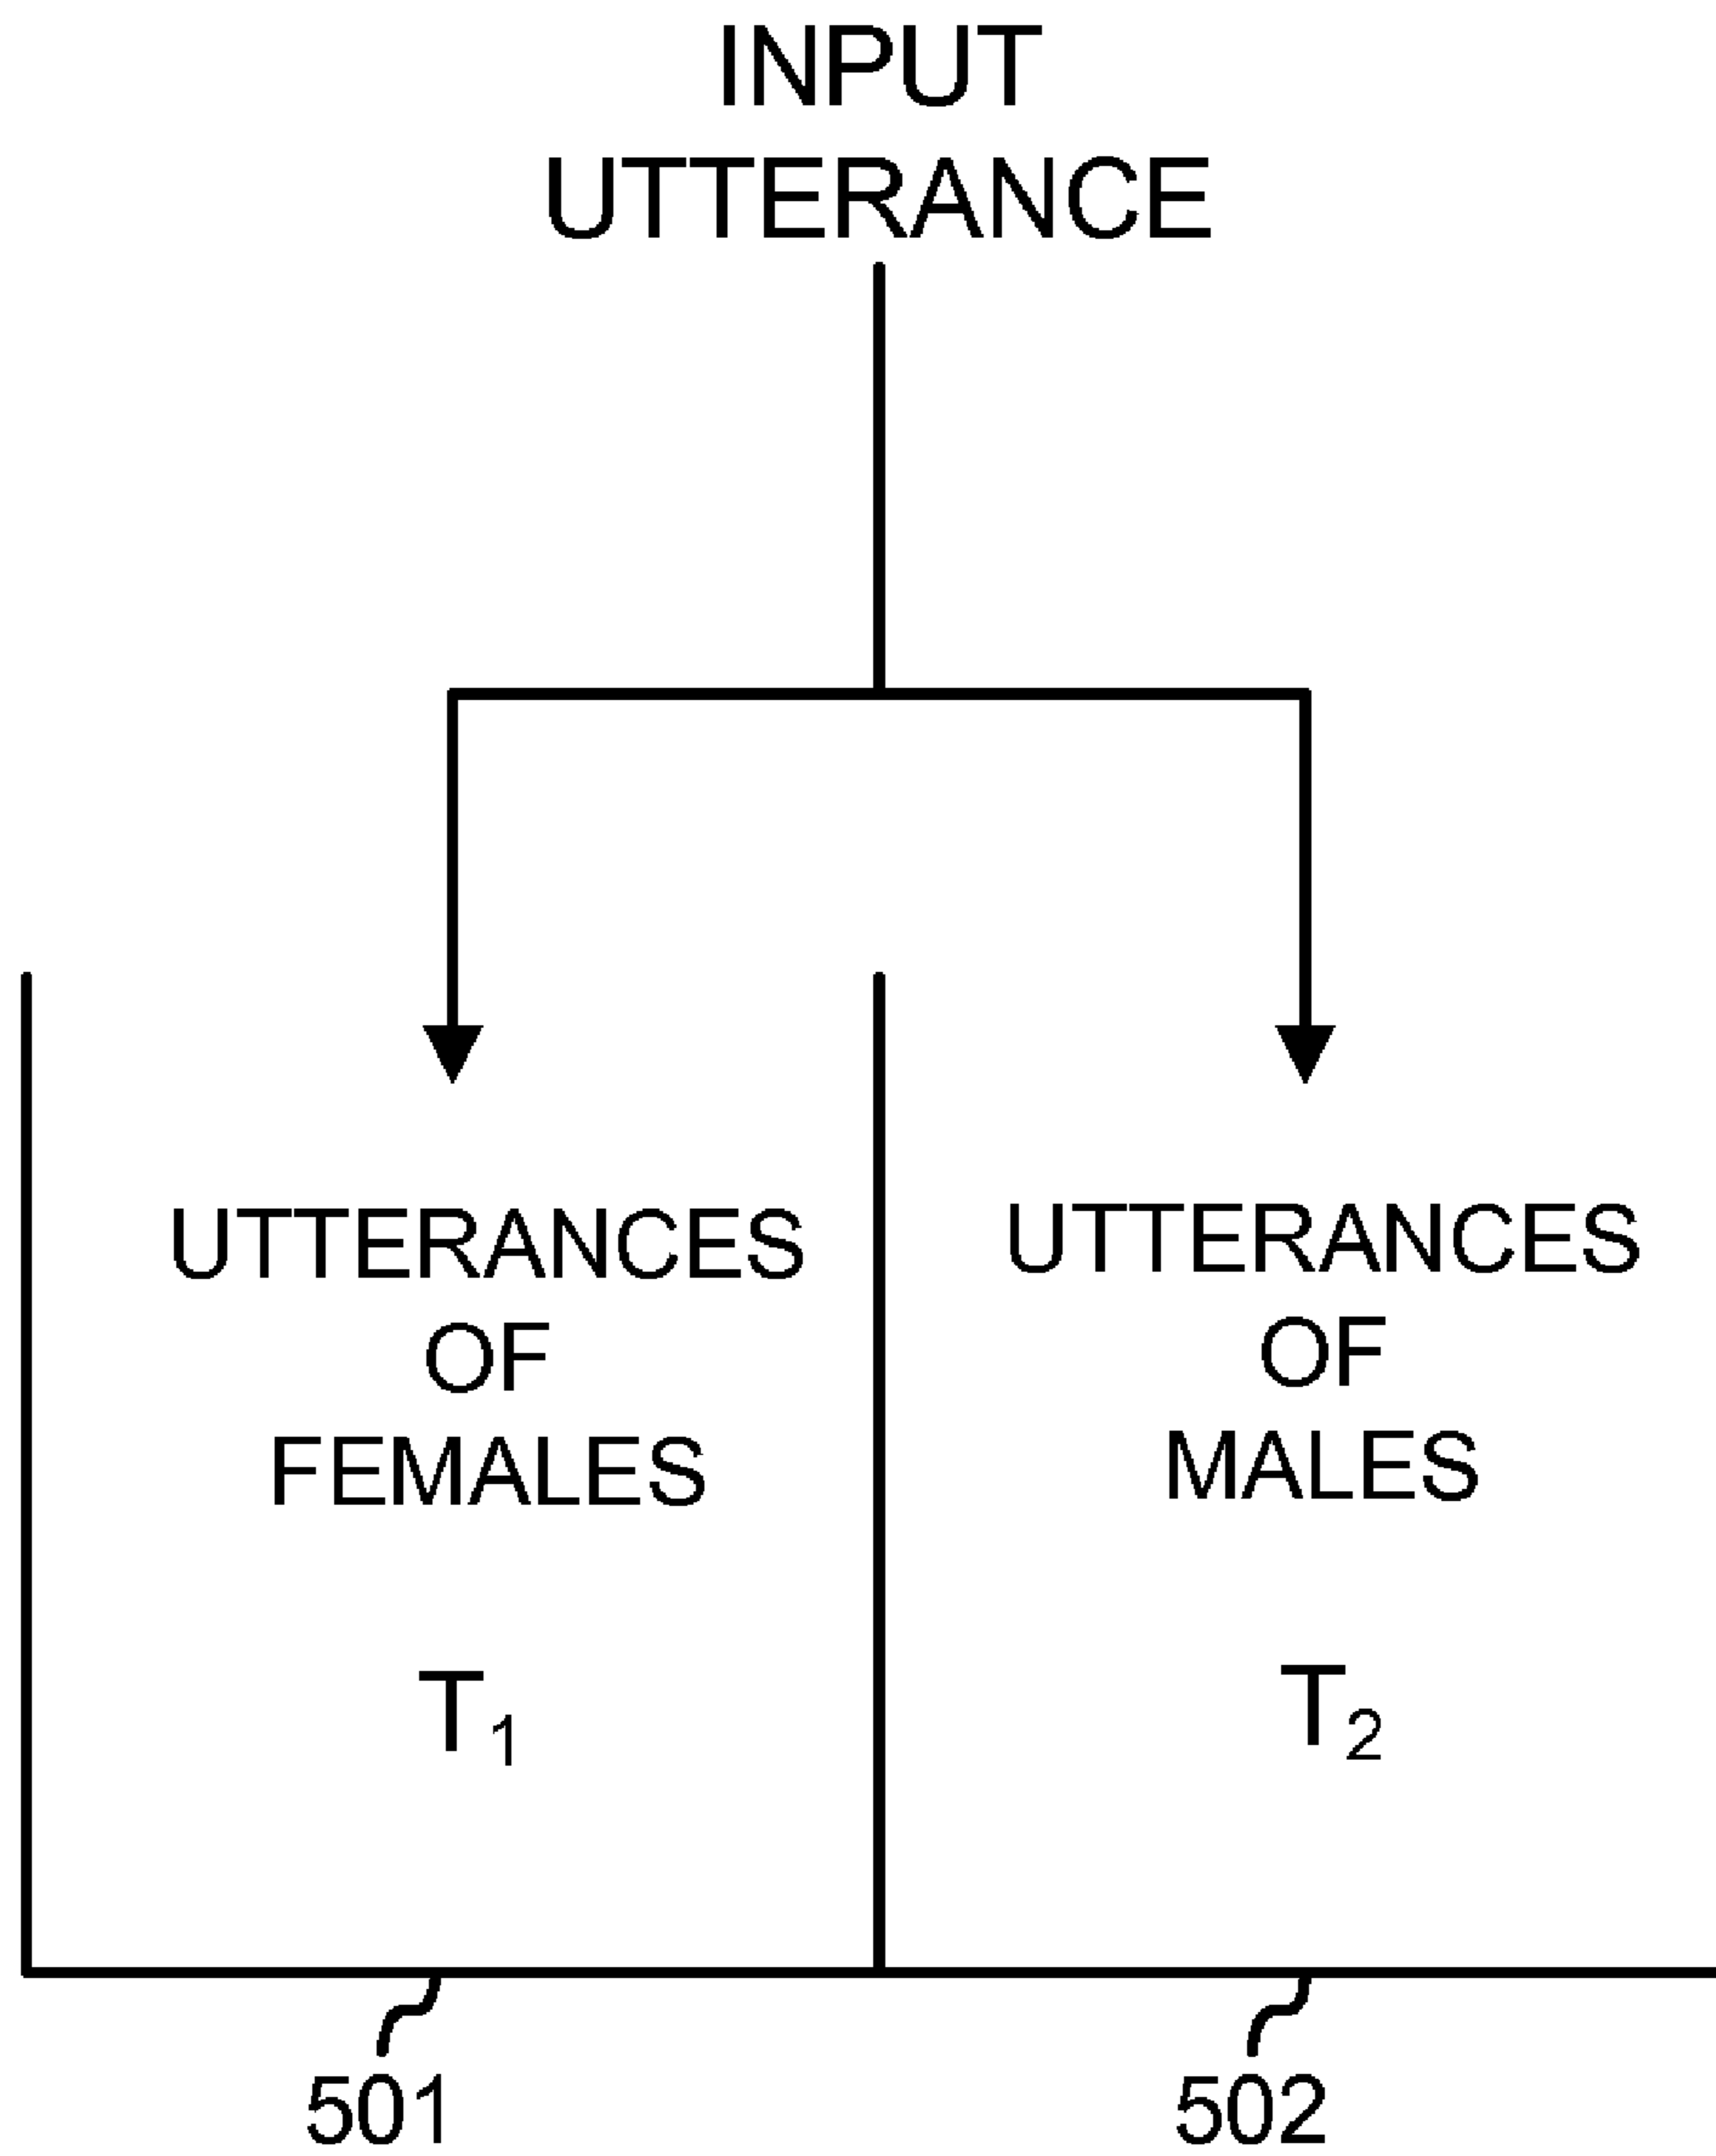 INPUT
UTTERANCE
UTTERANCES
OF
FEMALES
T₁
UTTERANCES
OF
MALES
T₂
501
502